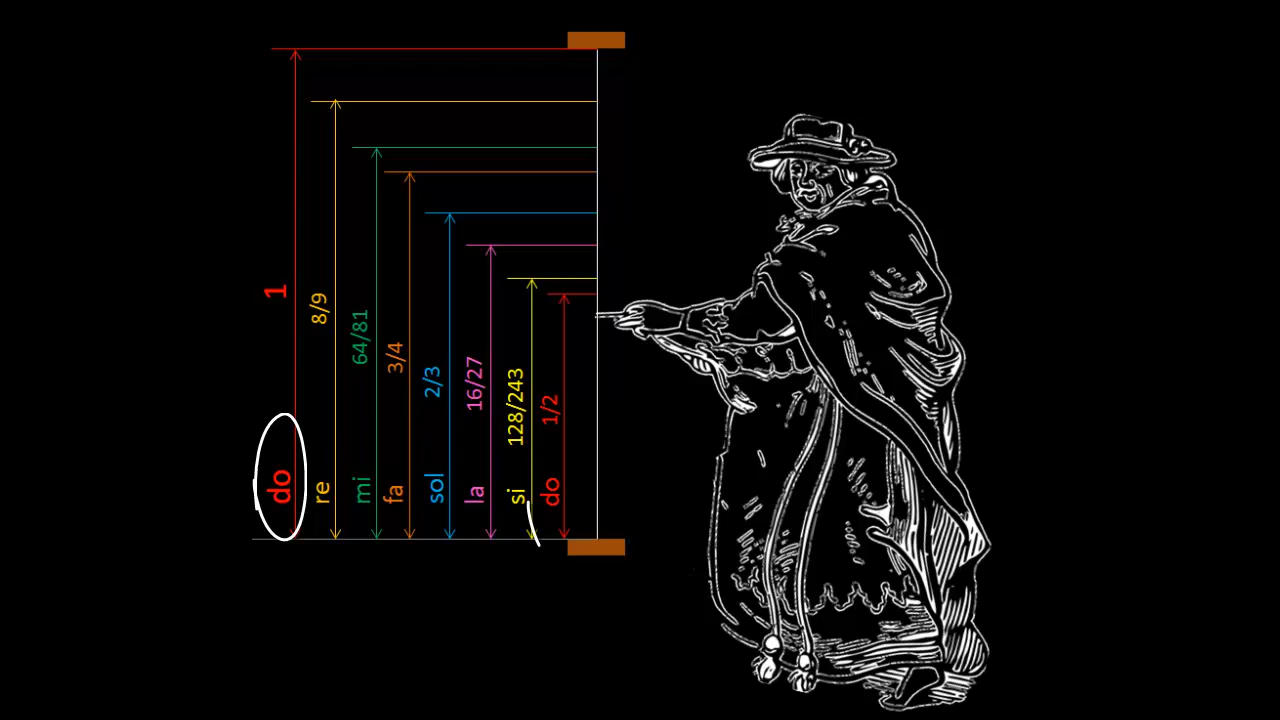 do 1
re 8/9
mi 64/81
fa 3/4
sol 2/3
la 16/27
si 128/243
do 1/2